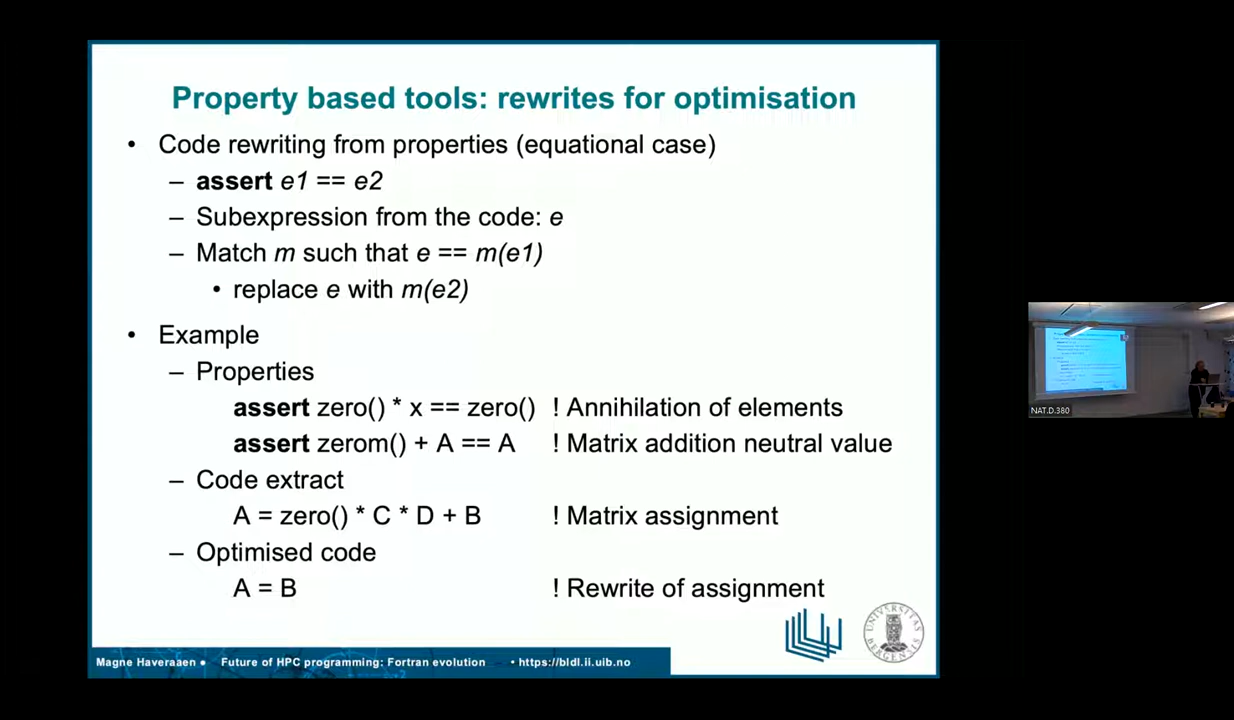 Property based tools: rewrites for optimisation
• Code rewriting from properties (equational case)
– assert e1 == e2
– Subexpression from the code: e
– Match m such that e == m(e1)
• replace e with m(e2)
• Example
– Properties
assert zero() * x == zero() ! Annihilation of elements
assert zerom() + A == A ! Matrix addition neutral value
– Code extract
A = zero() * C * D + B ! Matrix assignment
– Optimised code
A = B ! Rewrite of assignment
UNIVERSITAS BERGENSIS
Magne Haveraaen ● Future of HPC programming: Fortran evolution • https://bldl.ii.uib.no
NAT.D.380